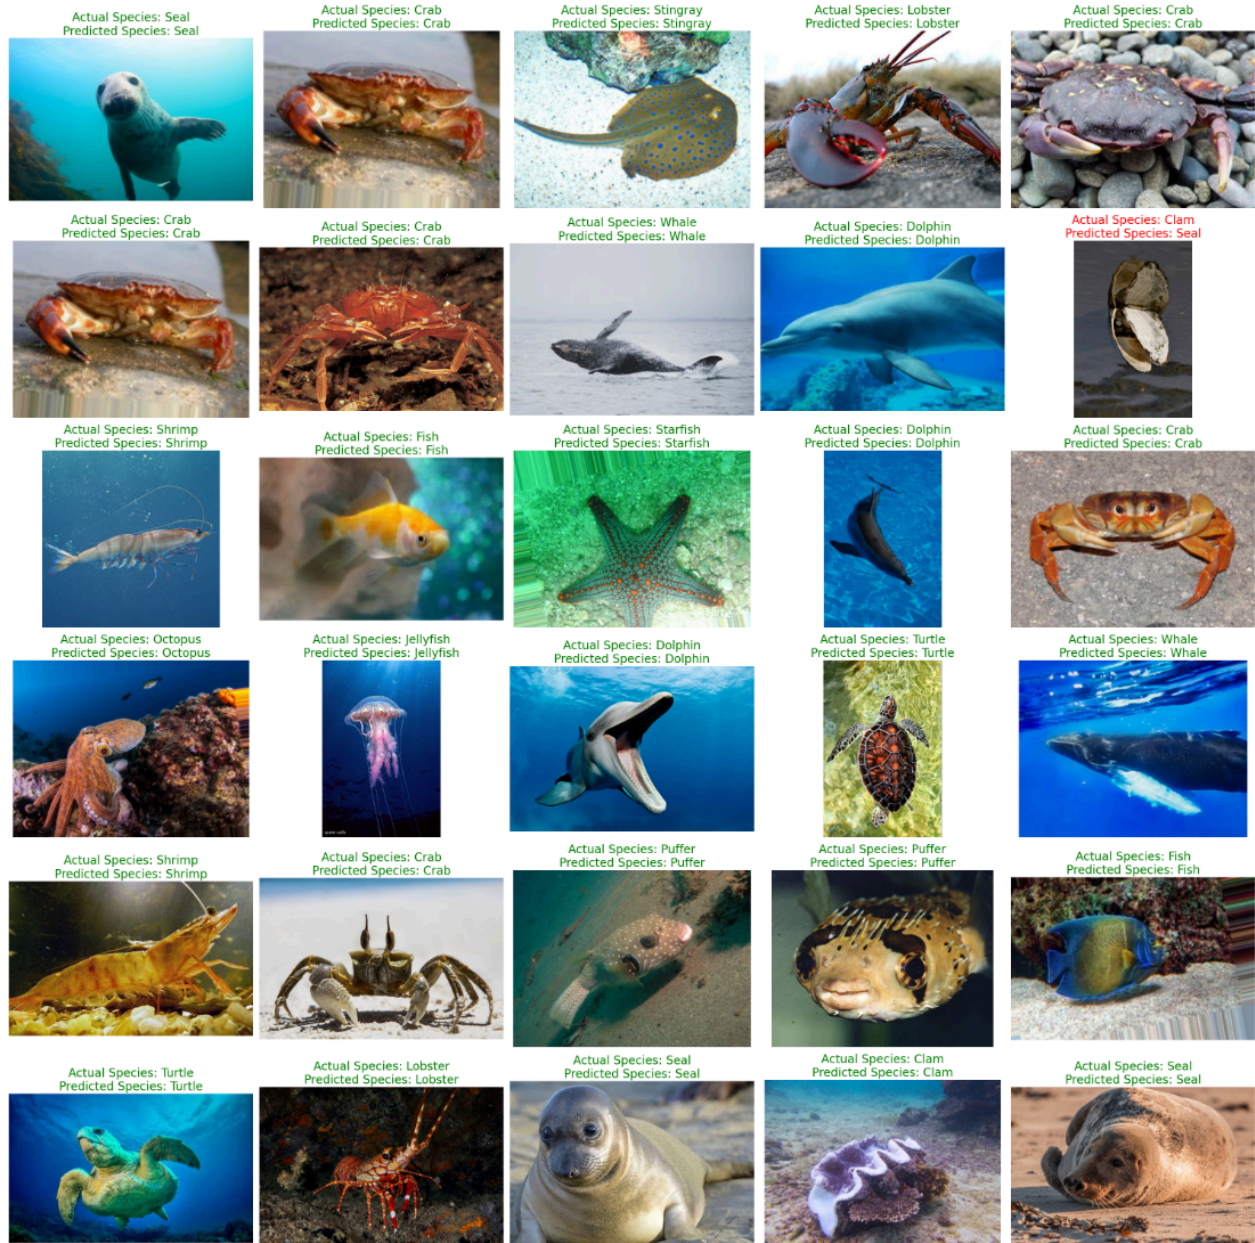 Actual Species: Seal
Predicted Species: Seal
Actual Species: Crab
Predicted Species: Crab
Actual Species: Stingray
Predicted Species: Stingray
Actual Species: Lobster
Predicted Species: Lobster
Actual Species: Crab
Predicted Species: Crab
Actual Species: Crab
Predicted Species: Crab
Actual Species: Crab
Predicted Species: Crab
Actual Species: Whale
Predicted Species: Whale
Actual Species: Dolphin
Predicted Species: Dolphin
Actual Species: Clam
Predicted Species: Seal
Actual Species: Shrimp
Predicted Species: Shrimp
Actual Species: Fish
Predicted Species: Fish
Actual Species: Starfish
Predicted Species: Starfish
Actual Species: Dolphin
Predicted Species: Dolphin
Actual Species: Crab
Predicted Species: Crab
Actual Species: Octopus
Predicted Species: Octopus
Actual Species: Jellyfish
Predicted Species: Jellyfish
Actual Species: Dolphin
Predicted Species: Dolphin
Actual Species: Turtle
Predicted Species: Turtle
Actual Species: Whale
Predicted Species: Whale
Actual Species: Shrimp
Predicted Species: Shrimp
Actual Species: Crab
Predicted Species: Crab
Actual Species: Puffer
Predicted Species: Puffer
Actual Species: Puffer
Predicted Species: Puffer
Actual Species: Fish
Predicted Species: Fish
Actual Species: Turtle
Predicted Species: Turtle
Actual Species: Lobster
Predicted Species: Lobster
Actual Species: Seal
Predicted Species: Seal
Actual Species: Clam
Predicted Species: Clam
Actual Species: Seal
Predicted Species: Seal